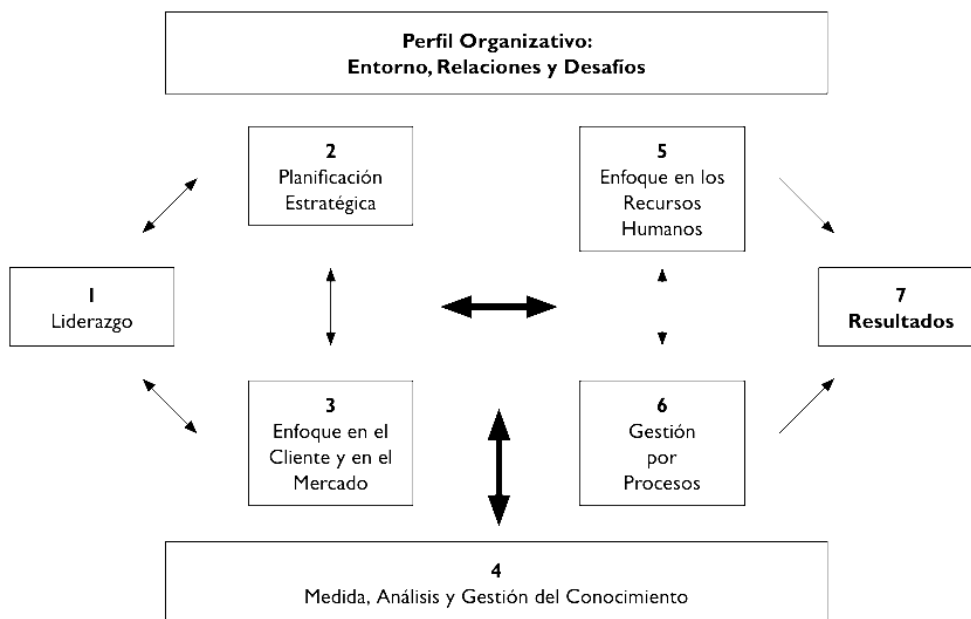 Perfil Organizativo:
Entorno, Relaciones y Desafíos
2
Planificación
Estratégica
5
Enfoque en los
Recursos
Humanos
1
Liderazgo
7
Resultados
3
Enfoque en el
Cliente y en el
Mercado
6
Gestión
por
Procesos
4
Medida, Análisis y Gestión del Conocimiento